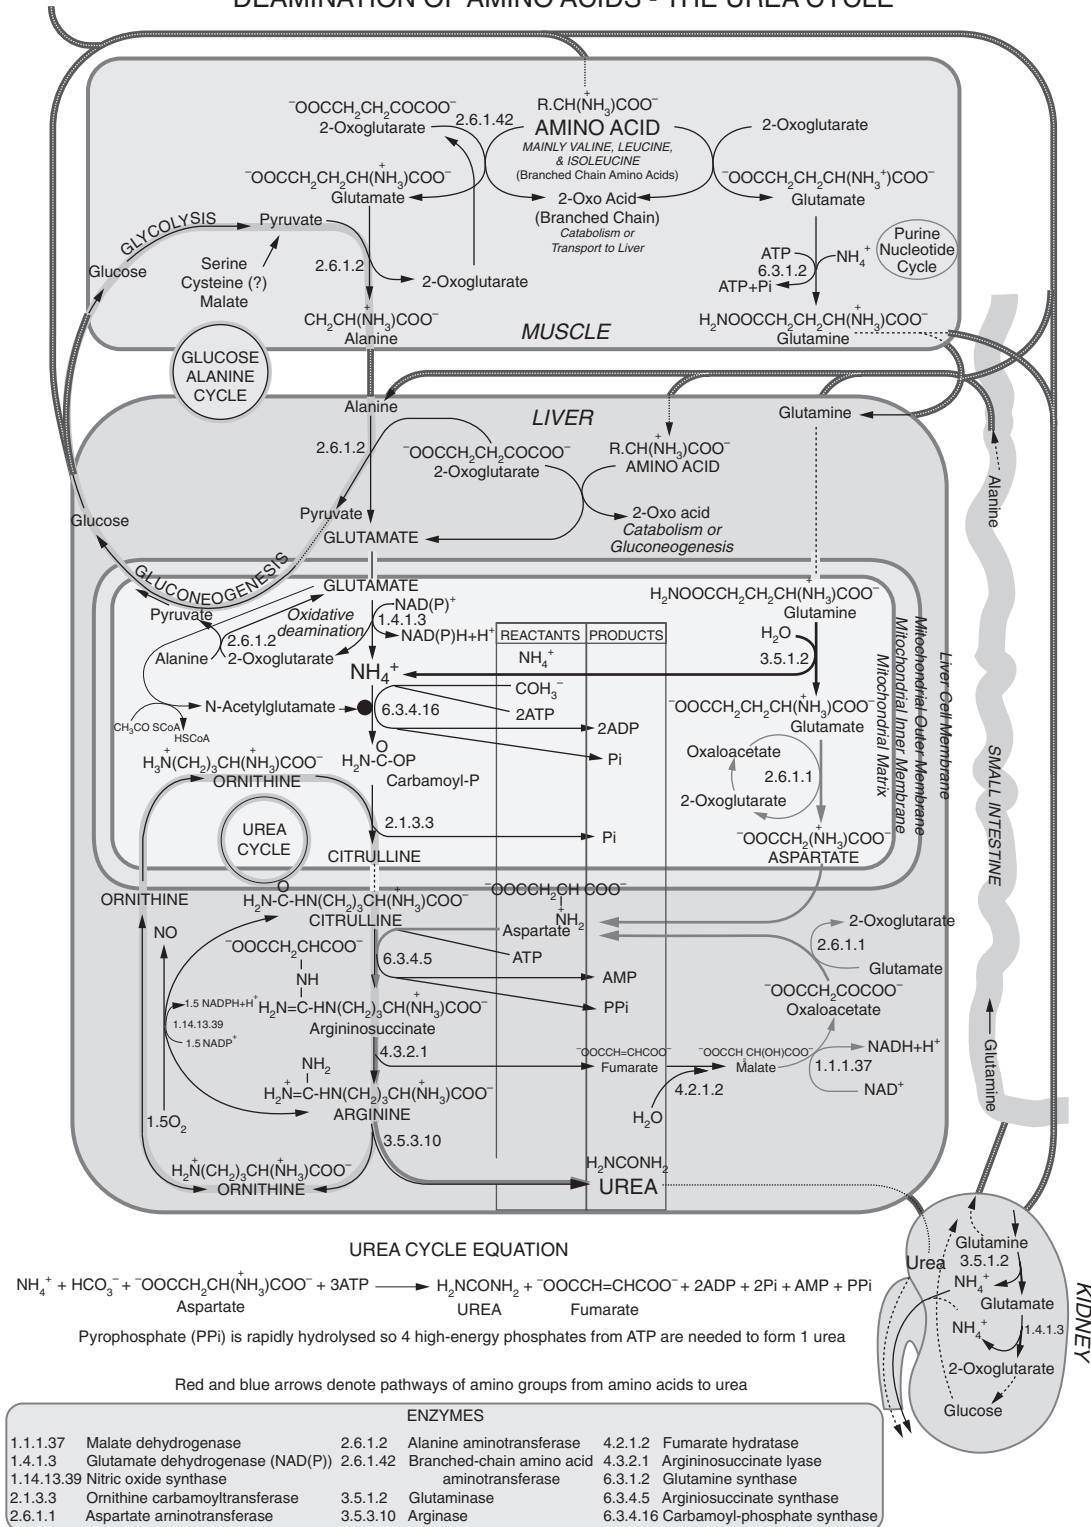 DEAMINATION OF AMINO ACIDS - THE UREA CYCLE
⁻OOCCH₂CH₂COCOO⁻
2-Oxoglutarate
2.6.1.42
R.CH(N⁺H₃)COO⁻
AMINO ACID
MAINLY VALINE, LEUCINE,
& ISOLEUCINE
(Branched Chain Amino Acids)
2-Oxoglutarate
⁻OOCCH₂CH₂CH(N⁺H₃)COO⁻
Glutamate
2-Oxo Acid
(Branched Chain)
Catabolism or
Transport to Liver
⁻OOCCH₂CH₂CH(NH₃⁺)COO⁻
Glutamate
GLYCOLYSIS
Pyruvate
Glucose
Serine
Cysteine (?)
Malate
2.6.1.2
2-Oxoglutarate
ATP
6.3.1.2
ATP+Pi
NH₄⁺
Purine
Nucleotide
Cycle
CH₂CH(N⁺H₃)COO⁻
Alanine
MUSCLE
H₂NOOCCH₂CH₂CH(N⁺H₃)COO⁻
Glutamine
GLUCOSE
ALANINE
CYCLE
Alanine
LIVER
Glutamine
2.6.1.2
⁻OOCCH₂CH₂COCOO⁻
2-Oxoglutarate
R.CH(N⁺H₃)COO⁻
AMINO ACID
Alanine
Glucose
Pyruvate
GLUTAMATE
2-Oxo acid
Catabolism or
Gluconeogenesis
GLUCONEOGENESIS
GLUTAMATE
Pyruvate
Oxidative
deamination
NAD(P)⁺
1.4.1.3
NAD(P)H+H⁺
2.6.1.2
Alanine
2-Oxoglutarate
REACTANTS
PRODUCTS
H₂NOOCCH₂CH₂CH(N⁺H₃)COO⁻
Glutamine
H₂O
3.5.1.2
NH₄⁺
NH₄⁺
COH₃⁻
N-Acetylglutamate
6.3.4.16
2ATP
2ADP
Pi
CH₃CO SCoA
HSCoA
⁻OOCCH₂CH₂CH(N⁺H₃)COO⁻
Glutamate
Oxaloacetate
2.6.1.1
2-Oxoglutarate
Mitochondrial Matrix
Mitochondrial Inner Membrane
Mitochondrial Outer Membrane
Liver Cell Membrane
SMALL INTESTINE
O
H₂N-C-OP
Carbamoyl-P
H₃N⁺(CH₂)₃CH(N⁺H₃)COO⁻
ORNITHINE
UREA
CYCLE
2.1.3.3
Pi
CITRULLINE
⁻OOCCH₂(N⁺H₃)COO⁻
ASPARTATE
ORNITHINE
O
H₂N-C-HN(CH₂)₃CH(N⁺H₃)COO⁻
CITRULLINE
⁻OOCCH₂CH COO⁻
N⁺H₂
Aspartate
NO
⁻OOCCH₂CHCOO⁻
NH
6.3.4.5
ATP
AMP
PPi
2-Oxoglutarate
2.6.1.1
Glutamate
⁻OOCCH₂COCOO⁻
Oxaloacetate
1.5 NADPH+H⁺
1.14.13.39
1.5 NADP⁺
H₂N⁺=C-HN(CH₂)₃CH(N⁺H₃)COO⁻
Argininosuccinate
4.3.2.1
⁻OOCCH=CHCOO⁻
Fumarate
⁻OOCCH₂CH(OH)COO⁻
Malate
NADH+H⁺
1.1.1.37
NAD⁺
4.2.1.2
H₂O
Glutamine
NH₂
H₂N⁺=C-HN(CH₂)₃CH(N⁺H₃)COO⁻
ARGININE
1.5O₂
3.5.3.10
H₂N⁺(CH₂)₃CH(N⁺H₃)COO⁻
ORNITHINE
H₂NCONH₂
UREA
UREA CYCLE EQUATION
NH₄⁺ + HCO₃⁻ + ⁻OOCCH₂CH(N⁺H₃)COO⁻ + 3ATP ⟶ H₂NCONH₂ + ⁻OOCCH=CHCOO⁻ + 2ADP + 2Pi + AMP + PPi
Aspartate UREA Fumarate
Pyrophosphate (PPi) is rapidly hydrolysed so 4 high-energy phosphates from ATP are needed to form 1 urea
Red and blue arrows denote pathways of amino groups from amino acids to urea
Urea
Glutamine
3.5.1.2
NH₄⁺
Glutamate
NH₄⁺
1.4.1.3
2-Oxoglutarate
Glucose
KIDNEY
ENZYMES
1.1.1.37 Malate dehydrogenase
1.4.1.3 Glutamate dehydrogenase (NAD(P))
1.14.13.39 Nitric oxide synthase
2.1.3.3 Ornithine carbamoyltransferase
2.6.1.1 Aspartate arninotransferase
2.6.1.2 Alanine aminotransferase
2.6.1.42 Branched-chain amino acid
aminotransferase
3.5.1.2 Glutaminase
3.5.3.10 Arginase
4.2.1.2 Fumarate hydratase
4.3.2.1 Arginosuccinate lyase
6.3.1.2 Glutamine synthase
6.3.4.5 Arginiosuccinate synthase
6.3.4.16 Carbamoyl-phosphate synthase